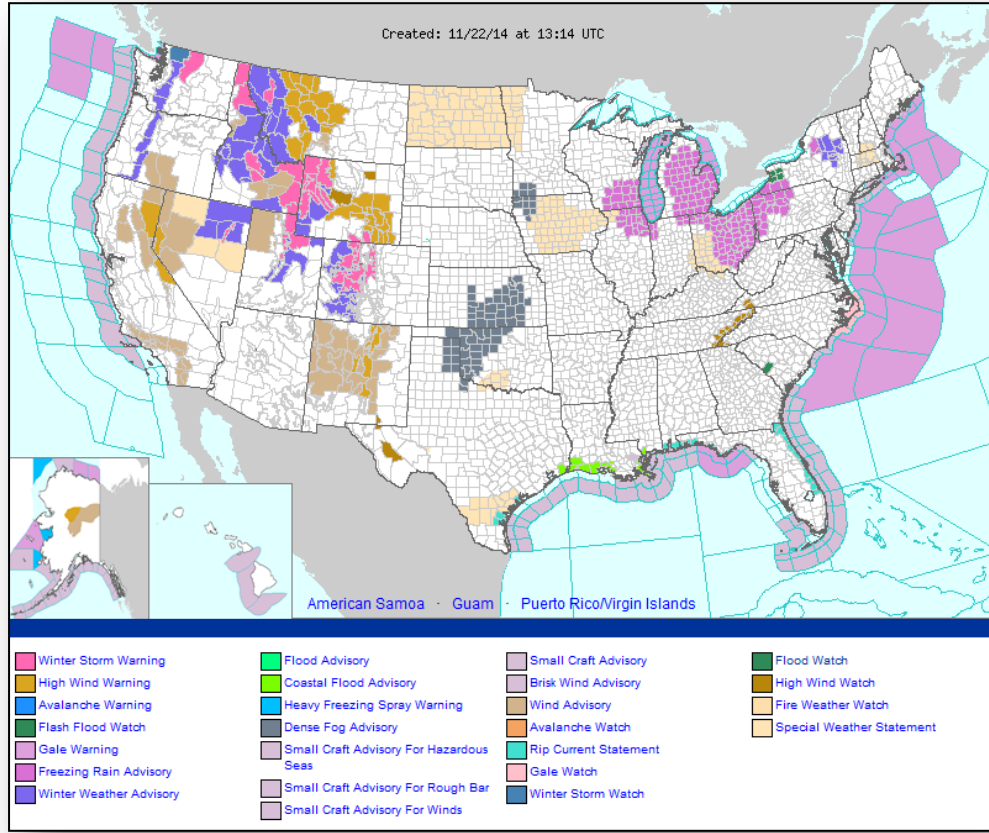 Created: 11/22/14 at 13:14 UTC
American Samoa · Guam · Puerto Rico/Virgin Islands
Winter Storm Warning
High Wind Warning
Avalanche Warning
Flash Flood Watch
Gale Warning
Freezing Rain Advisory
Winter Weather Advisory
Flood Advisory
Coastal Flood Advisory
Heavy Freezing Spray Warning
Dense Fog Advisory
Small Craft Advisory For Hazardous
Seas
Small Craft Advisory For Rough Bar
Small Craft Advisory For Winds
Small Craft Advisory
Brisk Wind Advisory
Wind Advisory
Avalanche Watch
Rip Current Statement
Gale Watch
Winter Storm Watch
Flood Watch
High Wind Watch
Fire Weather Watch
Special Weather Statement